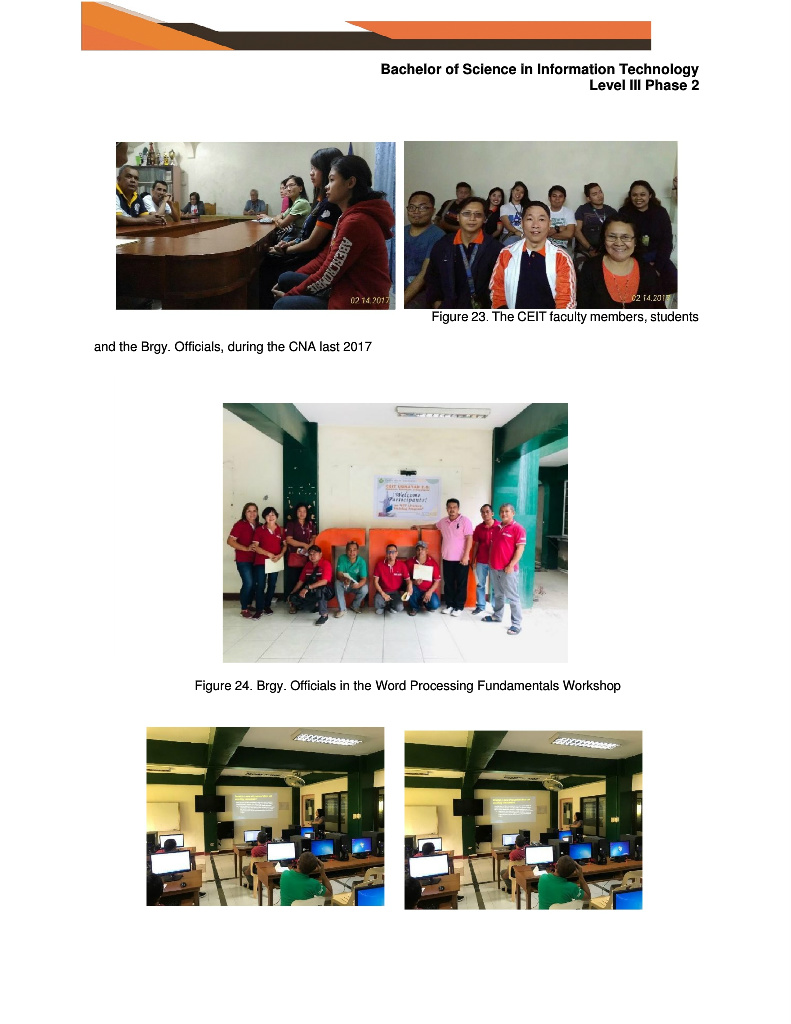 Bachelor of Science in Information Technology
Level III Phase 2
ABERCROMBIE
02.14.2017
02.14.2017
Figure 23. The CEIT faculty members, students
and the Brgy. Officials, during the CNA last 2017
Welcome
Participants!
Figure 24. Brgy. Officials in the Word Processing Fundamentals Workshop